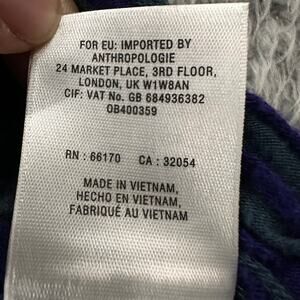 FOR EU: IMPORTED BY
ANTHROPOLOGIE
24 MARKET PLACE, 3RD FLOOR,
LONDON, UK W1W8AN
CIF: VAT No. GB 684936382
OB400359
RN : 66170 CA : 32054
MADE IN VIETNAM,
HECHO EN VIETNAM,
FABRIQUÉ AU VIETNAM